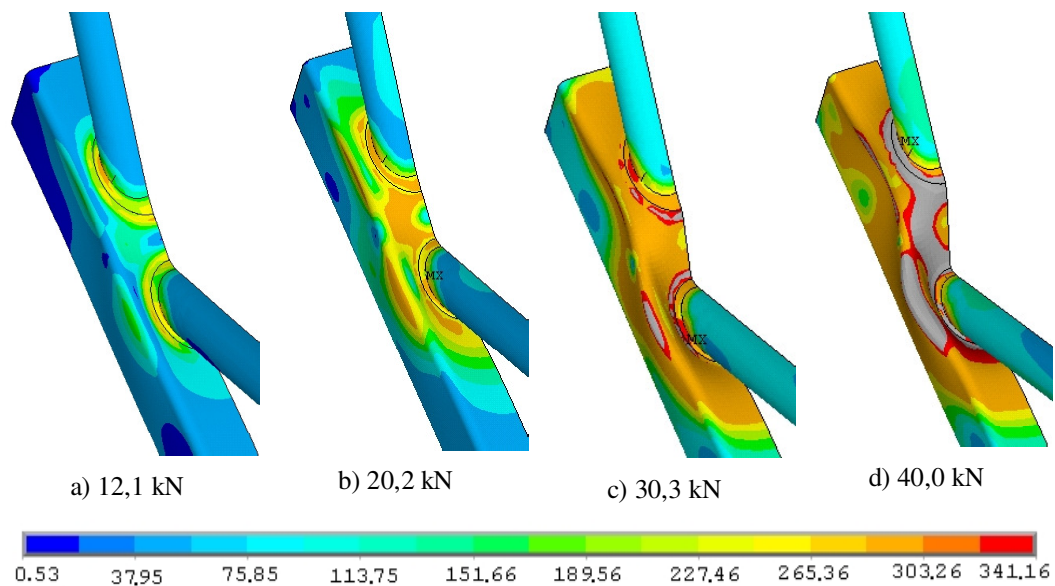 MX
MX
MX
a) 12,1 kN
b) 20,2 kN
c) 30,3 kN
d) 40,0 kN
0.53 37,95 75,85 113,75 151,66 189,56 227,46 265,36 303,26 341,16